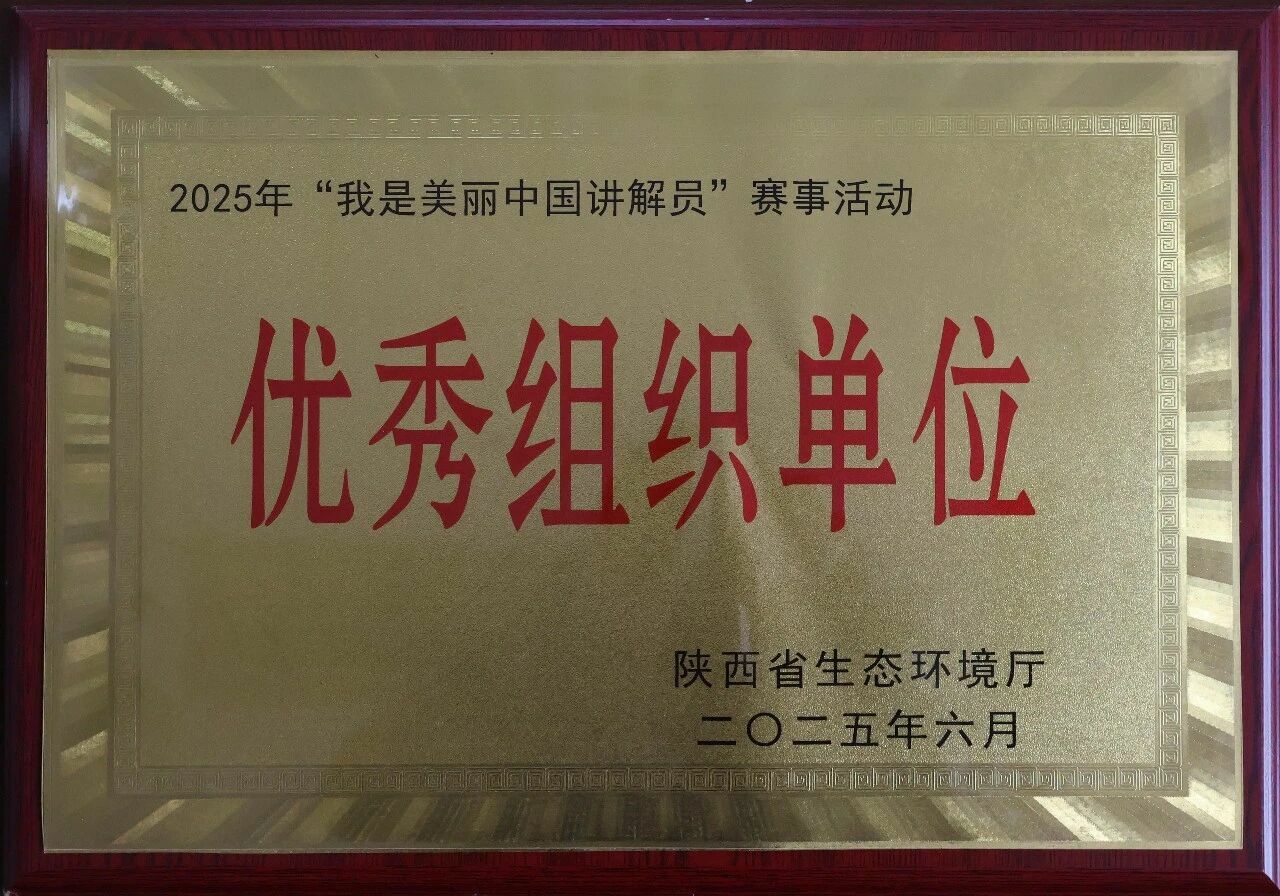 2025年“我是美丽中国讲解员”赛事活动
优秀组织单位
陕西省生态环境厅
二〇二五年六月